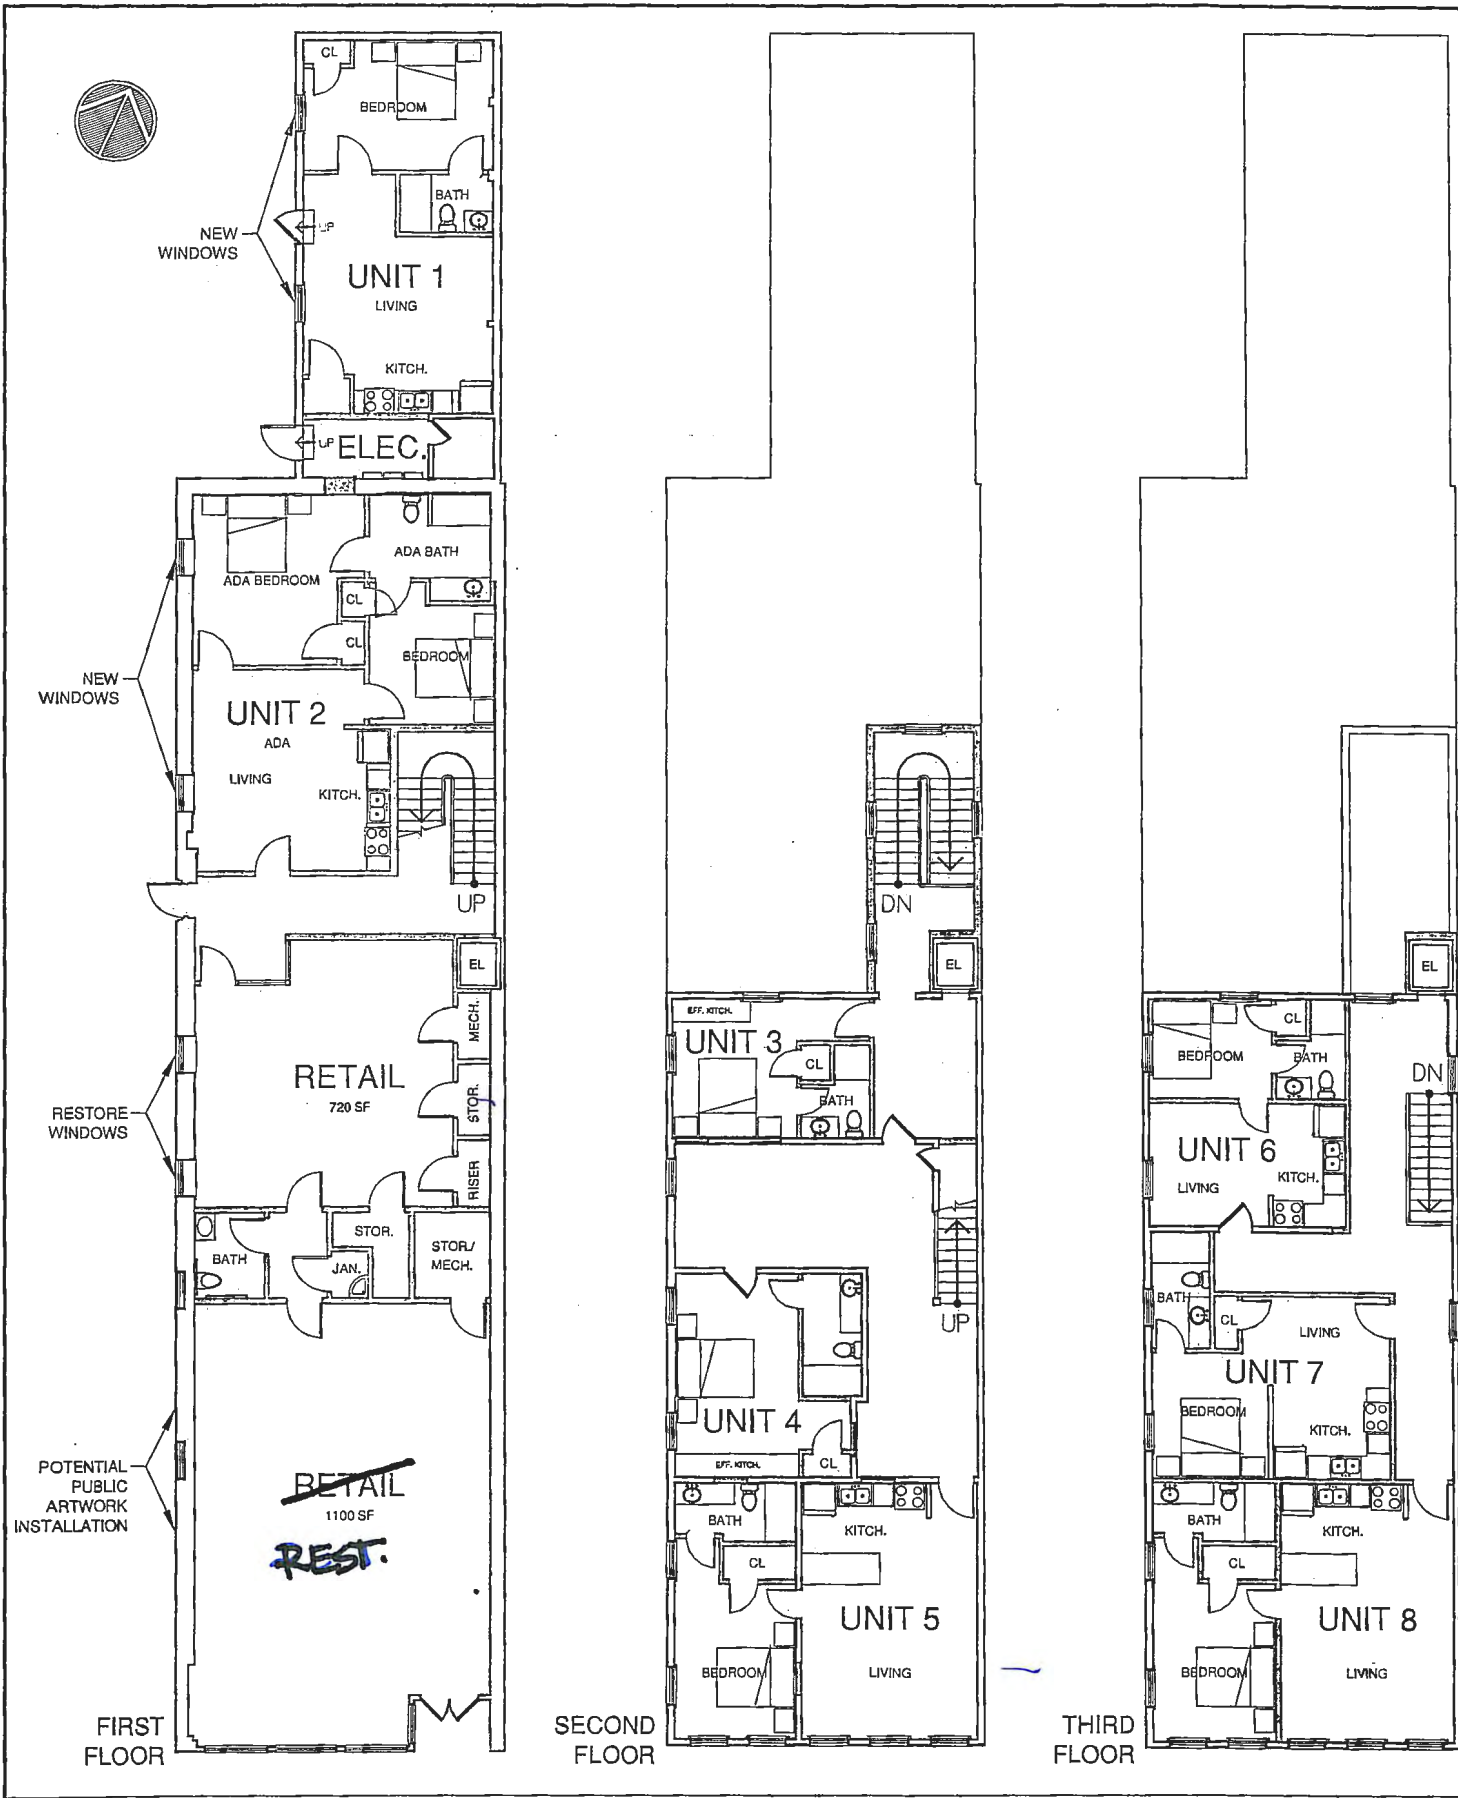 CL
BEDROOM
BATH
UP
NEW
WINDOWS
UNIT 1
LIVING
KITCH.
UP
ELEC.
ADA BATH
ADA BEDROOM
CL
CL
BEDROOM
NEW
WINDOWS
UNIT 2
ADA
LIVING
KITCH.
UP
EL
MECH.
RETAIL
720 SF
STOR.
RESTORE
WINDOWS
RISER
STOR.
BATH
JAN.
STOR./
MECH.
POTENTIAL
PUBLIC
ARTWORK
INSTALLATION
RETAIL
1100 SF
REST.
FIRST
FLOOR
DN
EL
EFF. KITCH.
UNIT 3
CL
BATH
UP
UNIT 4
EFF. KITCH.
CL
BATH
KITCH.
CL
UNIT 5
BEDROOM
LIVING
SECOND
FLOOR
EL
CL
BEDROOM
BATH
DN
UNIT 6
LIVING
KITCH.
BATH
CL
LIVING
UNIT 7
BEDROOM
KITCH.
BATH
KITCH.
CL
UNIT 8
BEDROOM
LIVING
THIRD
FLOOR